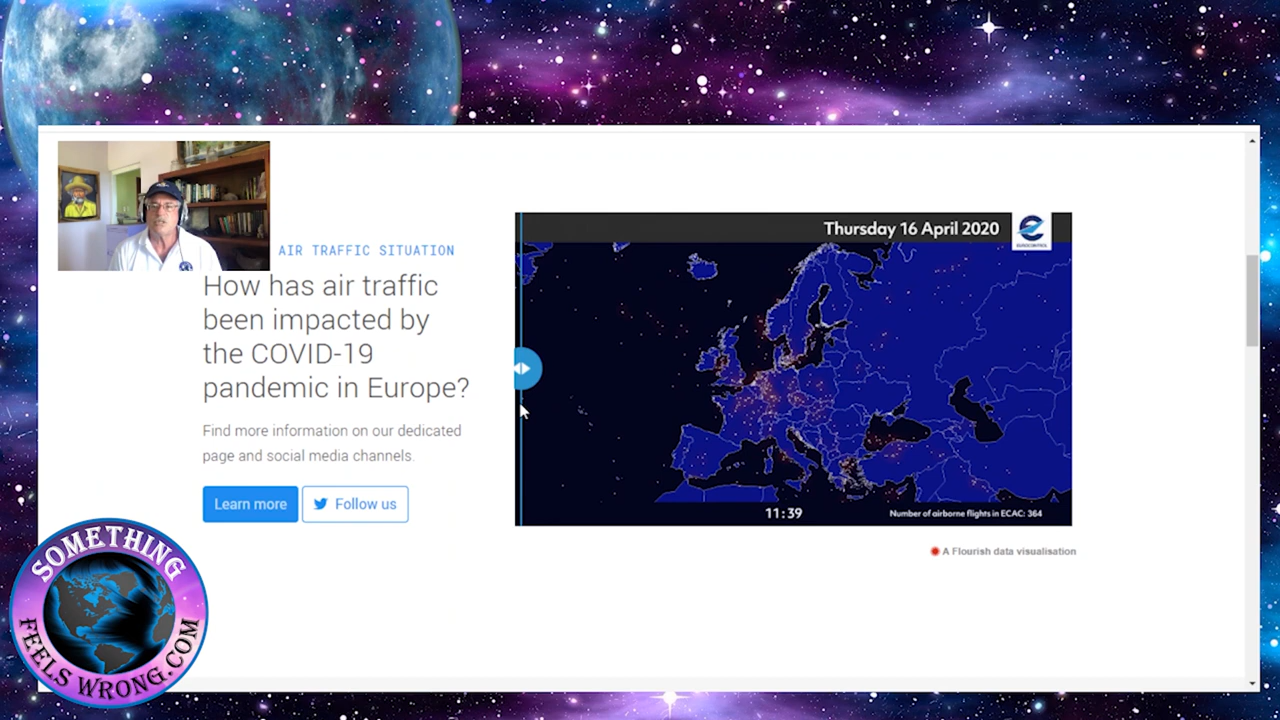 AIR TRAFFIC SITUATION
How has air traffic
been impacted by
the COVID-19
pandemic in Europe?
Find more information on our dedicated
page and social media channels.
Learn more
Follow us
Thursday 16 April 2020
EUROCONTROL
11:39
Number of airborne flights in ECAC: 364
A Flourish data visualisation
SOMETHING
FEELS WRONG.COM